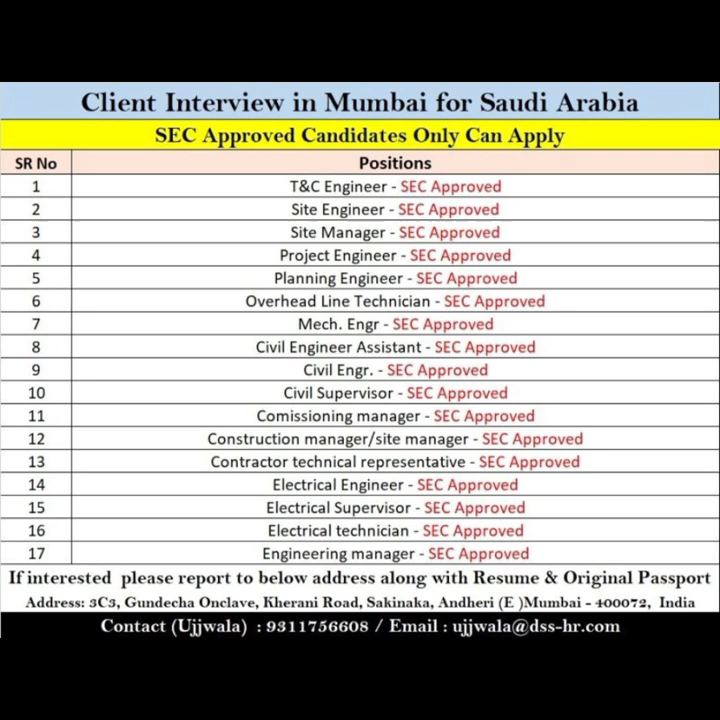 Client Interview in Mumbai for Saudi Arabia
SEC Approved Candidates Only Can Apply
SR No Positions
1 T&C Engineer - SEC Approved
2 Site Engineer - SEC Approved
3 Site Manager - SEC Approved
4 Project Engineer - SEC Approved
5 Planning Engineer - SEC Approved
6 Overhead Line Technician - SEC Approved
7 Mech. Engr - SEC Approved
8 Civil Engineer Assistant - SEC Approved
9 Civil Engr. - SEC Approved
10 Civil Supervisor - SEC Approved
11 Comissioning manager - SEC Approved
12 Construction manager/site manager - SEC Approved
13 Contractor technical representative - SEC Approved
14 Electrical Engineer - SEC Approved
15 Electrical Supervisor - SEC Approved
16 Electrical technician - SEC Approved
17 Engineering manager - SEC Approved
If interested please report to below address along with Resume & Original Passport
Address: 3C3, Gundecha Onclave, Kherani Road, Sakinaka, Andheri (E )Mumbai - 400072, India
Contact (Ujjwala) : 9311756608 / Email : ujjwala@dss-hr.com